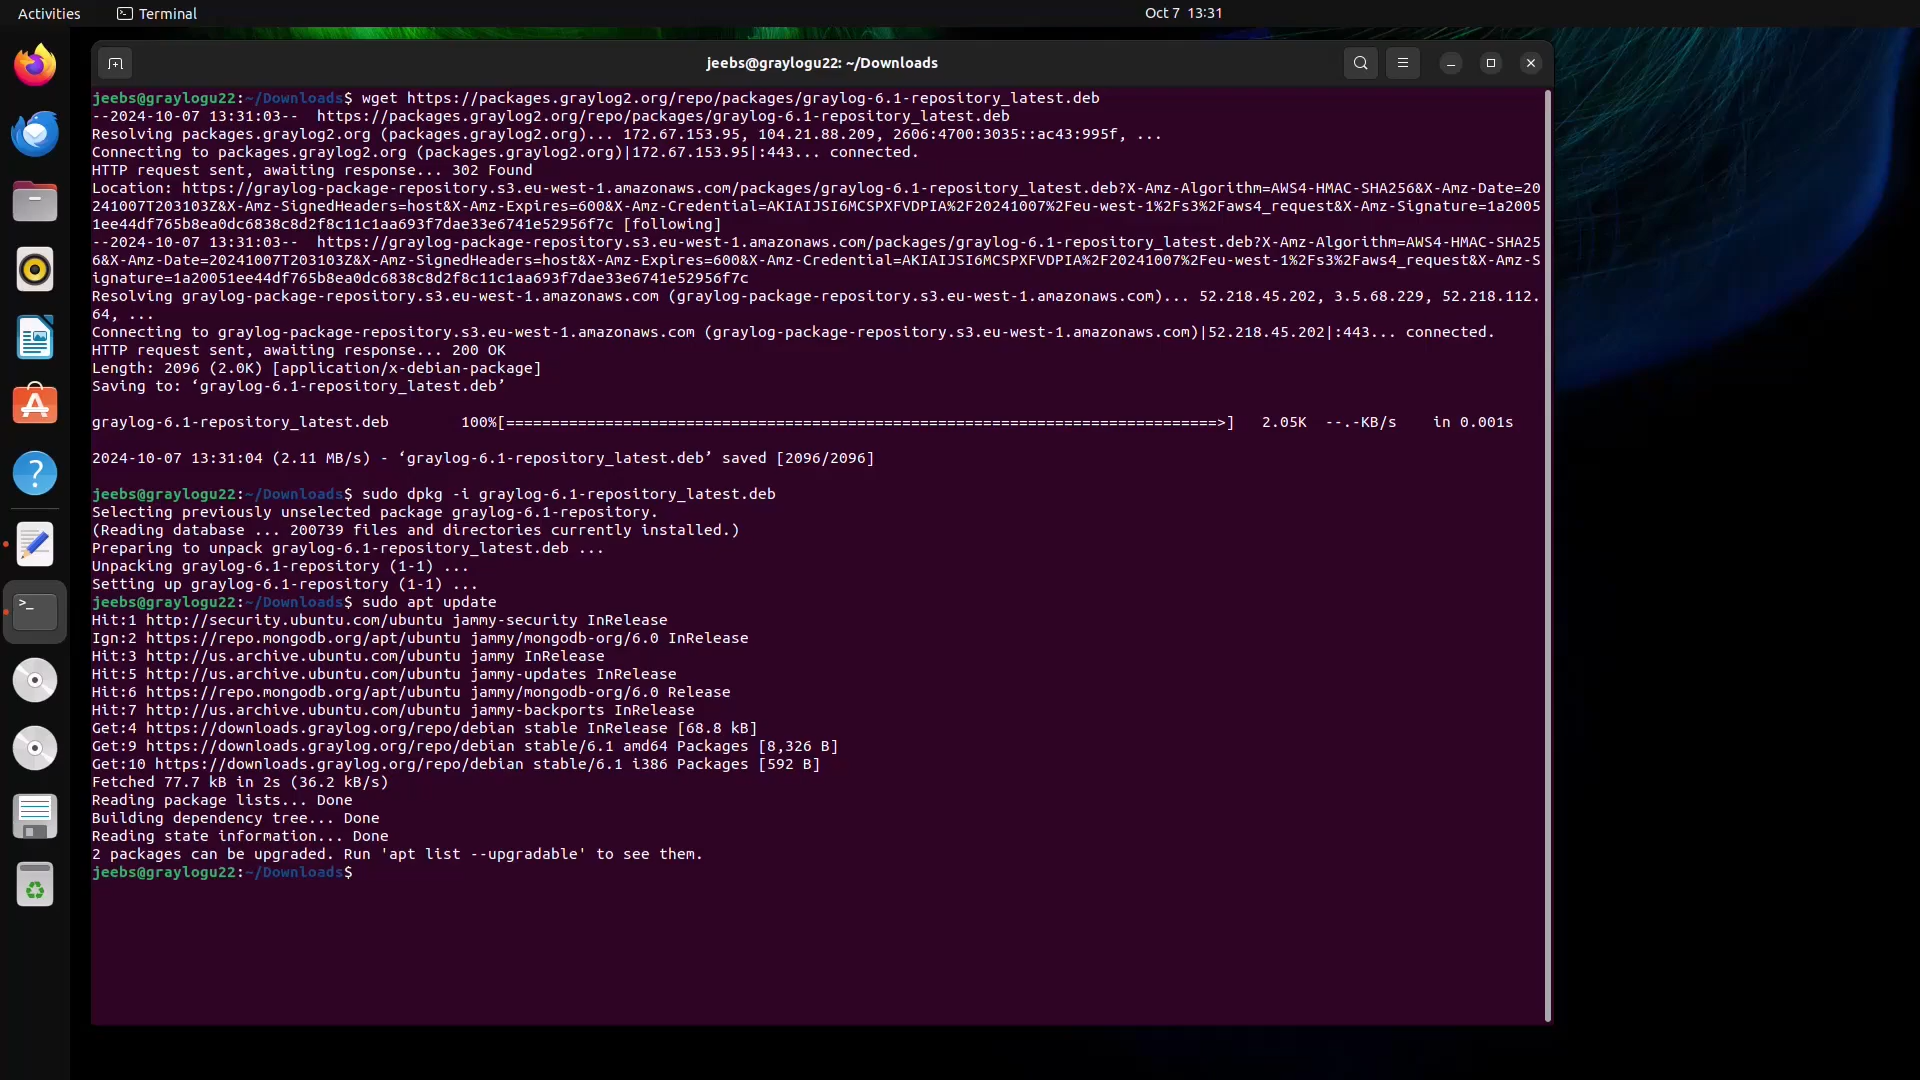 Activities
Terminal
Oct 7 13:31
jeebs@graylogu22: ~/Downloads
jeebs@graylogu22:~/Downloads$ wget https://packages.graylog2.org/repo/packages/graylog-6.1-repository_latest.deb
--2024-10-07 13:31:03--  https://packages.graylog2.org/repo/packages/graylog-6.1-repository_latest.deb
Resolving packages.graylog2.org (packages.graylog2.org)... 172.67.153.95, 104.21.88.209, 2606:4700:3035::ac43:995f, ...
Connecting to packages.graylog2.org (packages.graylog2.org)|172.67.153.95|:443... connected.
HTTP request sent, awaiting response... 302 Found
Location: https://graylog-package-repository.s3.eu-west-1.amazonaws.com/packages/graylog-6.1-repository_latest.deb?X-Amz-Algorithm=AWS4-HMAC-SHA256&X-Amz-Date=20
241007T203103Z&X-Amz-SignedHeaders=host&X-Amz-Expires=600&X-Amz-Credential=AKIAIJSI6MCSPXFVDPIA%2F20241007%2Feu-west-1%2Fs3%2Faws4_request&X-Amz-Signature=1a2005
1ee44df765b8ea0dc6838c8d2f8c11c1aa693f7dae33e6741e52956f7c [following]
--2024-10-07 13:31:03--  https://graylog-package-repository.s3.eu-west-1.amazonaws.com/packages/graylog-6.1-repository_latest.deb?X-Amz-Algorithm=AWS4-HMAC-SHA25
6&X-Amz-Date=20241007T203103Z&X-Amz-SignedHeaders=host&X-Amz-Expires=600&X-Amz-Credential=AKIAIJSI6MCSPXFVDPIA%2F20241007%2Feu-west-1%2Fs3%2Faws4_request&X-Amz-S
ignature=1a20051ee44df765b8ea0dc6838c8d2f8c11c1aa693f7dae33e6741e52956f7c
Resolving graylog-package-repository.s3.eu-west-1.amazonaws.com (graylog-package-repository.s3.eu-west-1.amazonaws.com)... 52.218.45.202, 3.5.68.229, 52.218.112.
64, ...
Connecting to graylog-package-repository.s3.eu-west-1.amazonaws.com (graylog-package-repository.s3.eu-west-1.amazonaws.com)|52.218.45.202|:443... connected.
HTTP request sent, awaiting response... 200 OK
Length: 2096 (2.0K) [application/x-debian-package]
Saving to: ‘graylog-6.1-repository_latest.deb’
graylog-6.1-repository_latest.deb        100%[===============================================================================>]   2.05K  --.-KB/s    in 0.001s
2024-10-07 13:31:04 (2.11 MB/s) - ‘graylog-6.1-repository_latest.deb’ saved [2096/2096]
jeebs@graylogu22:~/Downloads$ sudo dpkg -i graylog-6.1-repository_latest.deb
Selecting previously unselected package graylog-6.1-repository.
(Reading database ... 200739 files and directories currently installed.)
Preparing to unpack graylog-6.1-repository_latest.deb ...
Unpacking graylog-6.1-repository (1-1) ...
Setting up graylog-6.1-repository (1-1) ...
jeebs@graylogu22:~/Downloads$ sudo apt update
Hit:1 http://security.ubuntu.com/ubuntu jammy-security InRelease
Ign:2 https://repo.mongodb.org/apt/ubuntu jammy/mongodb-org/6.0 InRelease
Hit:3 http://us.archive.ubuntu.com/ubuntu jammy InRelease
Hit:5 http://us.archive.ubuntu.com/ubuntu jammy-updates InRelease
Hit:6 https://repo.mongodb.org/apt/ubuntu jammy/mongodb-org/6.0 Release
Hit:7 http://us.archive.ubuntu.com/ubuntu jammy-backports InRelease
Get:4 https://downloads.graylog.org/repo/debian stable InRelease [68.8 kB]
Get:9 https://downloads.graylog.org/repo/debian stable/6.1 amd64 Packages [8,326 B]
Get:10 https://downloads.graylog.org/repo/debian stable/6.1 i386 Packages [592 B]
Fetched 77.7 kB in 2s (36.2 kB/s)
Reading package lists... Done
Building dependency tree... Done
Reading state information... Done
2 packages can be upgraded. Run 'apt list --upgradable' to see them.
jeebs@graylogu22:~/Downloads$